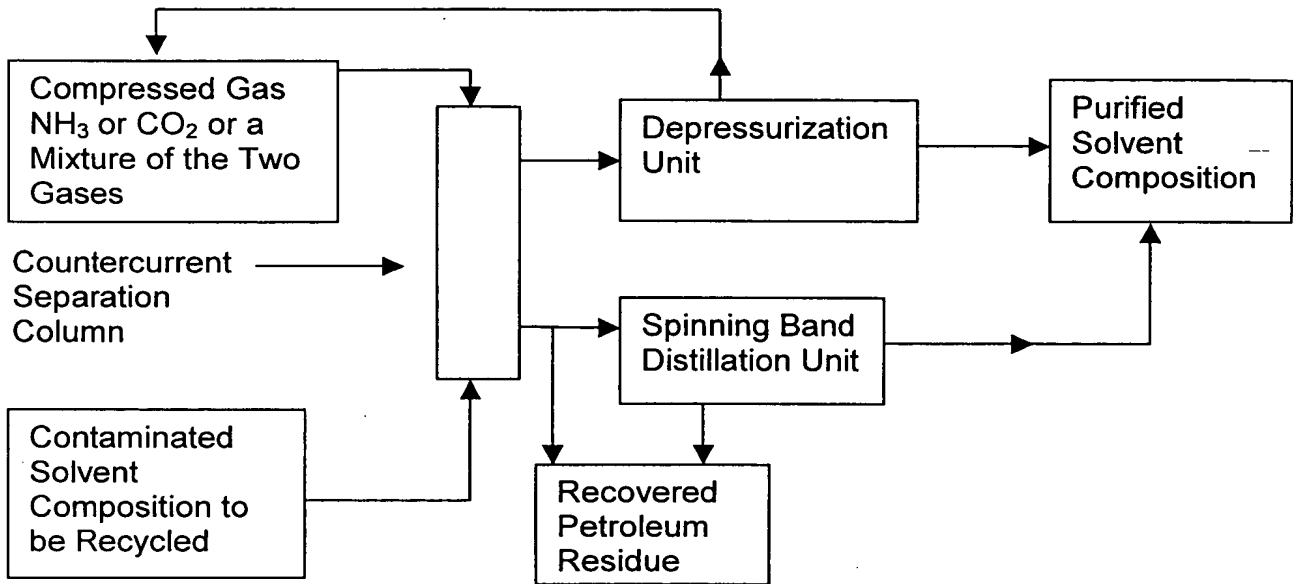 Compressed Gas
NH₃ or CO₂ or a
Mixture of the Two
Gases
Depressurization
Unit
Purified
Solvent
Composition
Countercurrent
Separation
Column
Spinning Band
Distillation Unit
Contaminated
Solvent
Composition to
be Recycled
Recovered
Petroleum
Residue